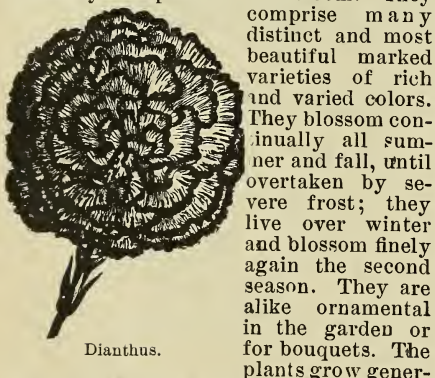 comprise many
distinct and most
beautiful marked
varieties of rich
and varied colors.
They blossom con-
tinually all sum-
mer and fall, until
overtaken by se-
vere frost; they
live over winter
and blossom finely
again the second
season. They are
alike ornamental
in the garden or
for bouquets. The
plants grow gener-
Dianthus.